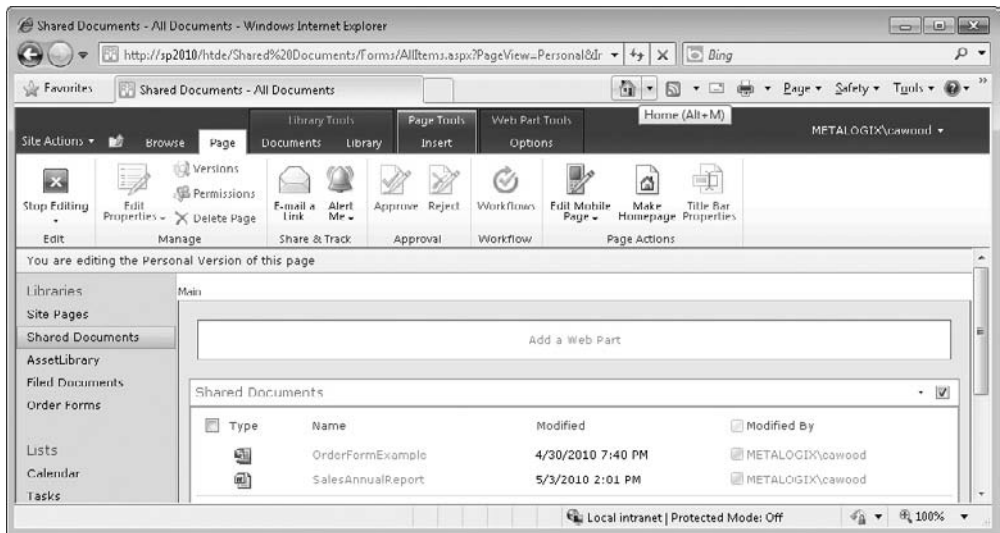 Shared Documents - All Documents - Windows Internet Explorer
http://sp2010/htde/Shared%20Documents/Forms/AllItems.aspx?PageView=Personal&Ir
Bing
Favorites
Shared Documents - All Documents
Page
Safety
Tools
Home (Alt+M)
Library Tools
Page Tools
Web Part Tools
METALOGIX\cawood
Site Actions
Browse
Page
Documents
Library
Insert
Options
Stop Editing
Edit Properties
Versions
Permissions
Delete Page
E-mail a Link
Alert Me
Approve
Reject
Workflows
Edit Mobile Page
Make Homepage
Title Bar Properties
Edit
Manage
Share & Track
Approval
Workflow
Page Actions
You are editing the Personal Version of this page
Libraries
Site Pages
Shared Documents
AssetLibrary
Filed Documents
Order Forms
Lists
Calendar
Tasks
Main
Add a Web Part
Shared Documents
Type Name Modified Modified By
OrderFormExample 4/30/2010 7:40 PM METALOGIX\cawood
SalesAnnualReport 5/3/2010 2:01 PM METALOGIX\cawood
Local intranet | Protected Mode: Off
100%